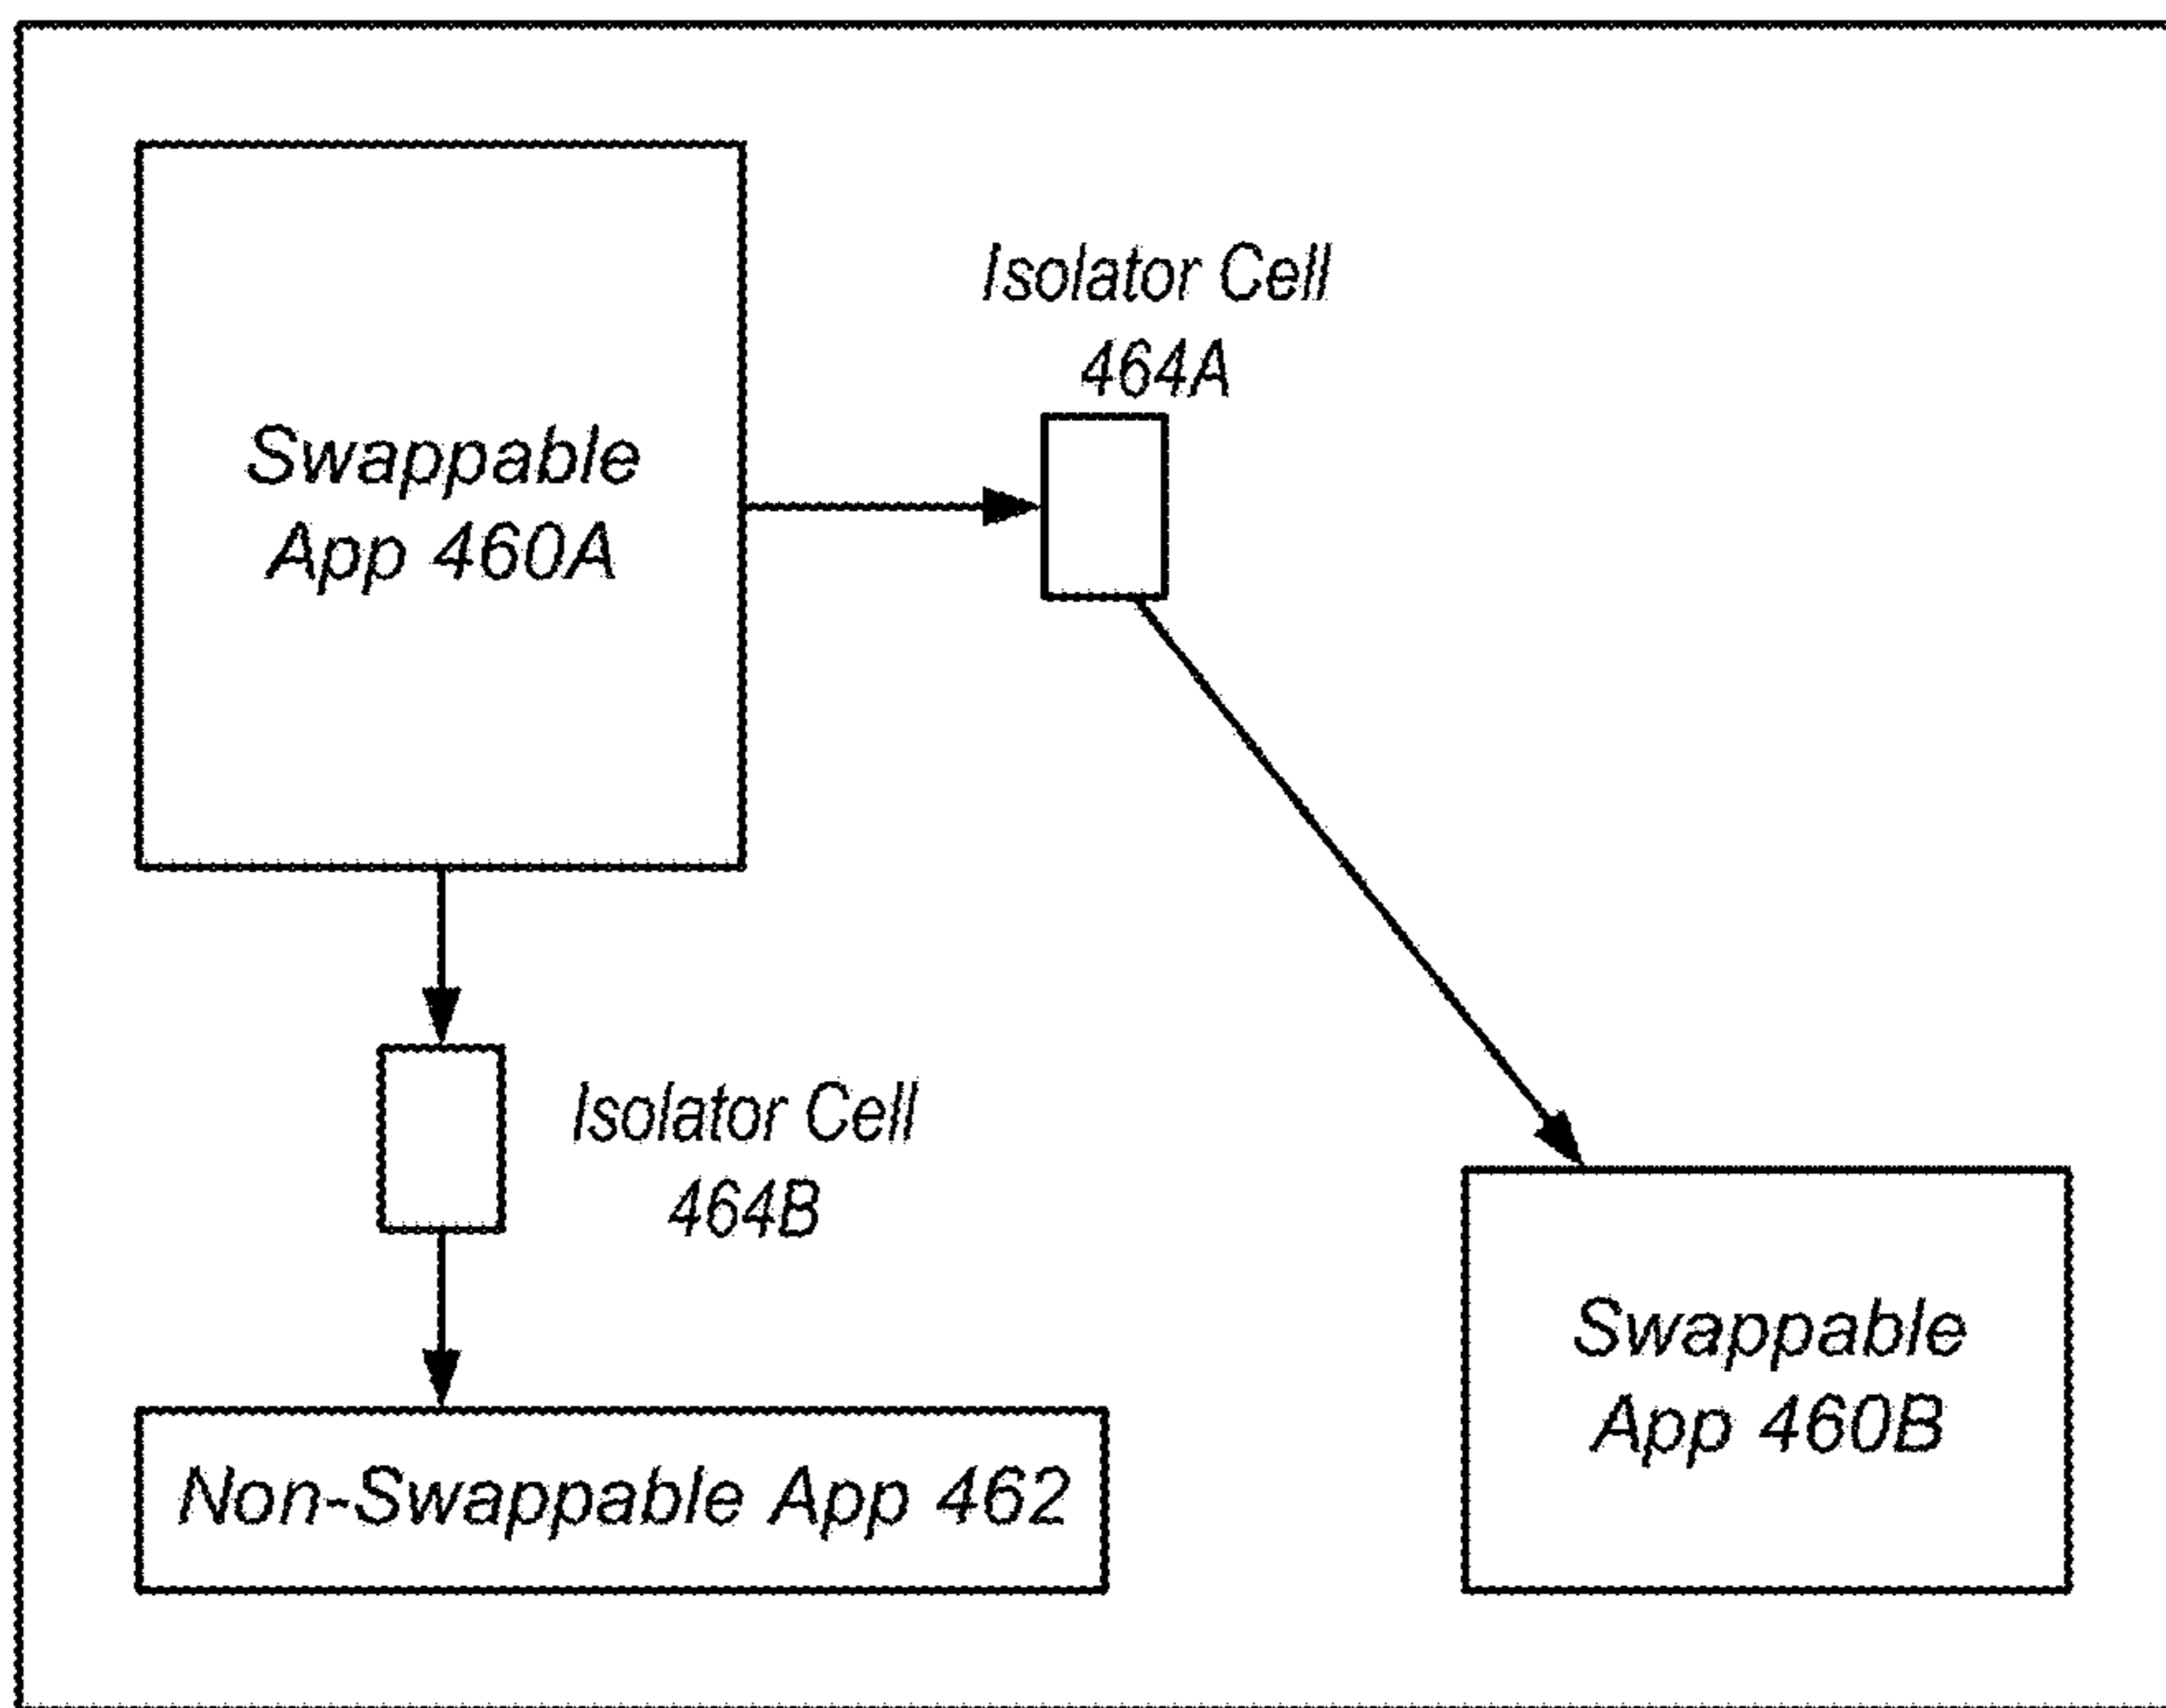 Isolator Cell
464A
Swappable
App 460A
Isolator Cell
464B
Swappable
App 460B
Non-Swappable App 462